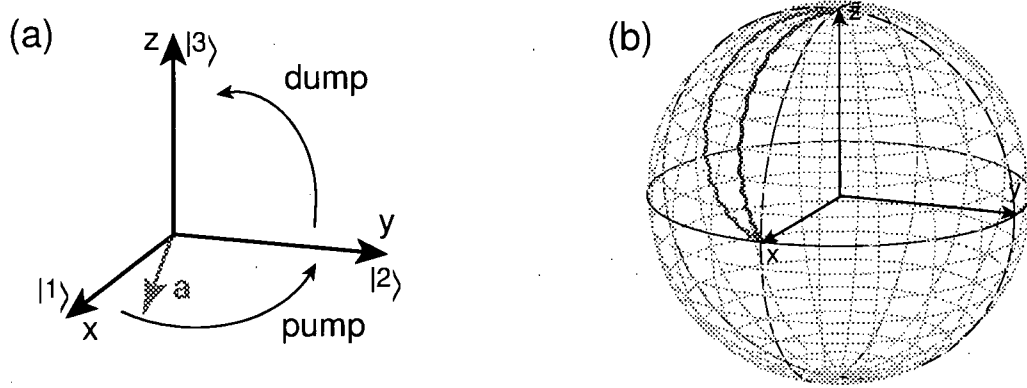 (a)
z |3⟩
dump
y
|1⟩
a
|2⟩
x
pump
(b)
z
y
x